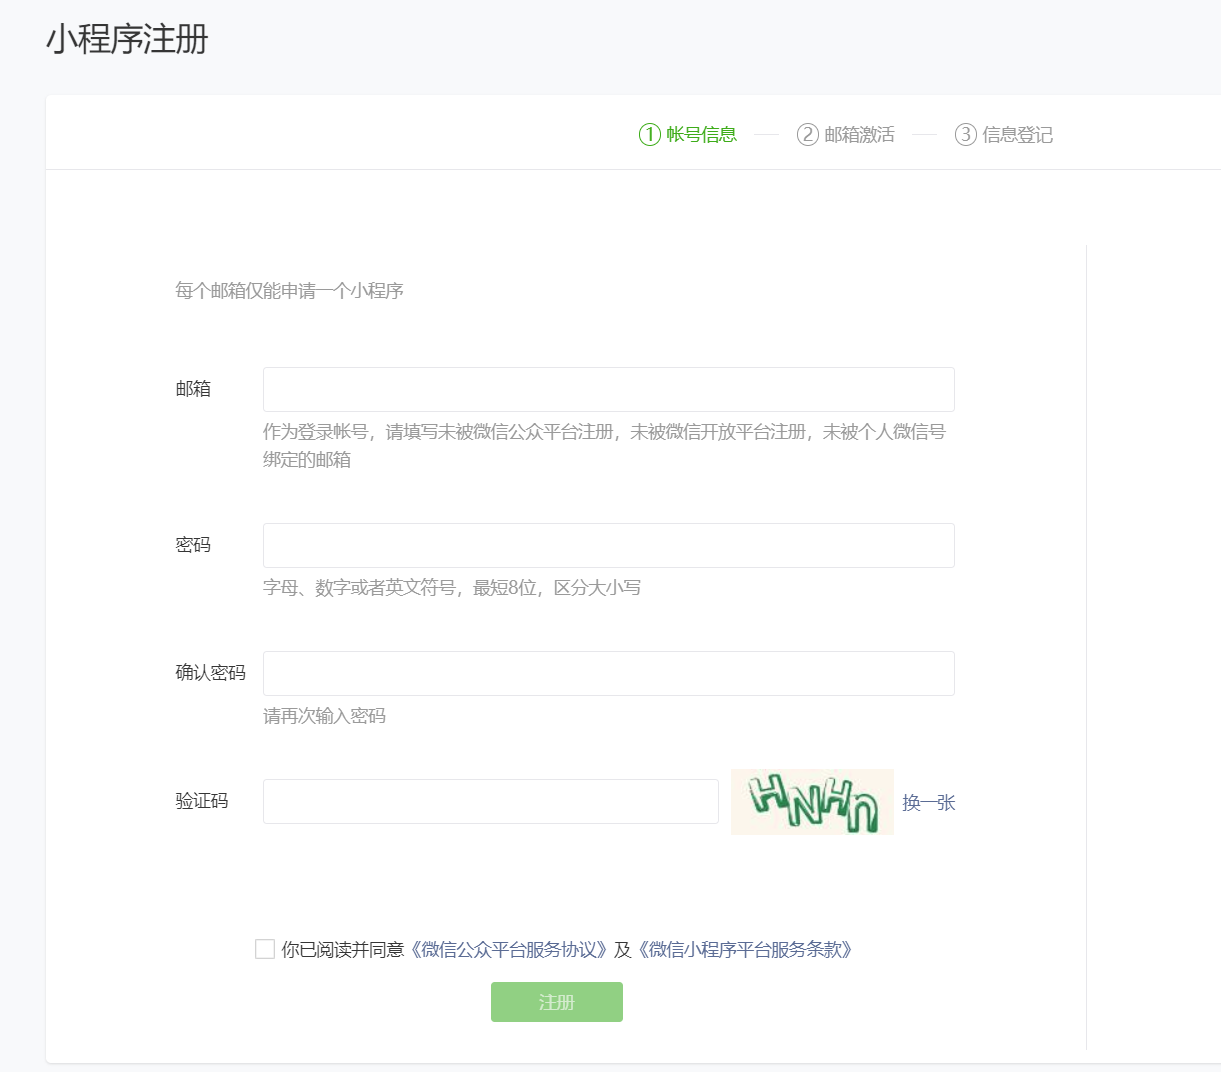 小程序注册
① 帐号信息 ② 邮箱激活 ③ 信息登记
每个邮箱仅能申请一个小程序
邮箱
作为登录帐号，请填写未被微信公众平台注册，未被微信开放平台注册，未被个人微信号
绑定的邮箱
密码
字母、数字或者英文符号，最短8位，区分大小写
确认密码
请再次输入密码
验证码 HNHn 换一张
你已阅读并同意《微信公众平台服务协议》及《微信小程序平台服务条款》
注册